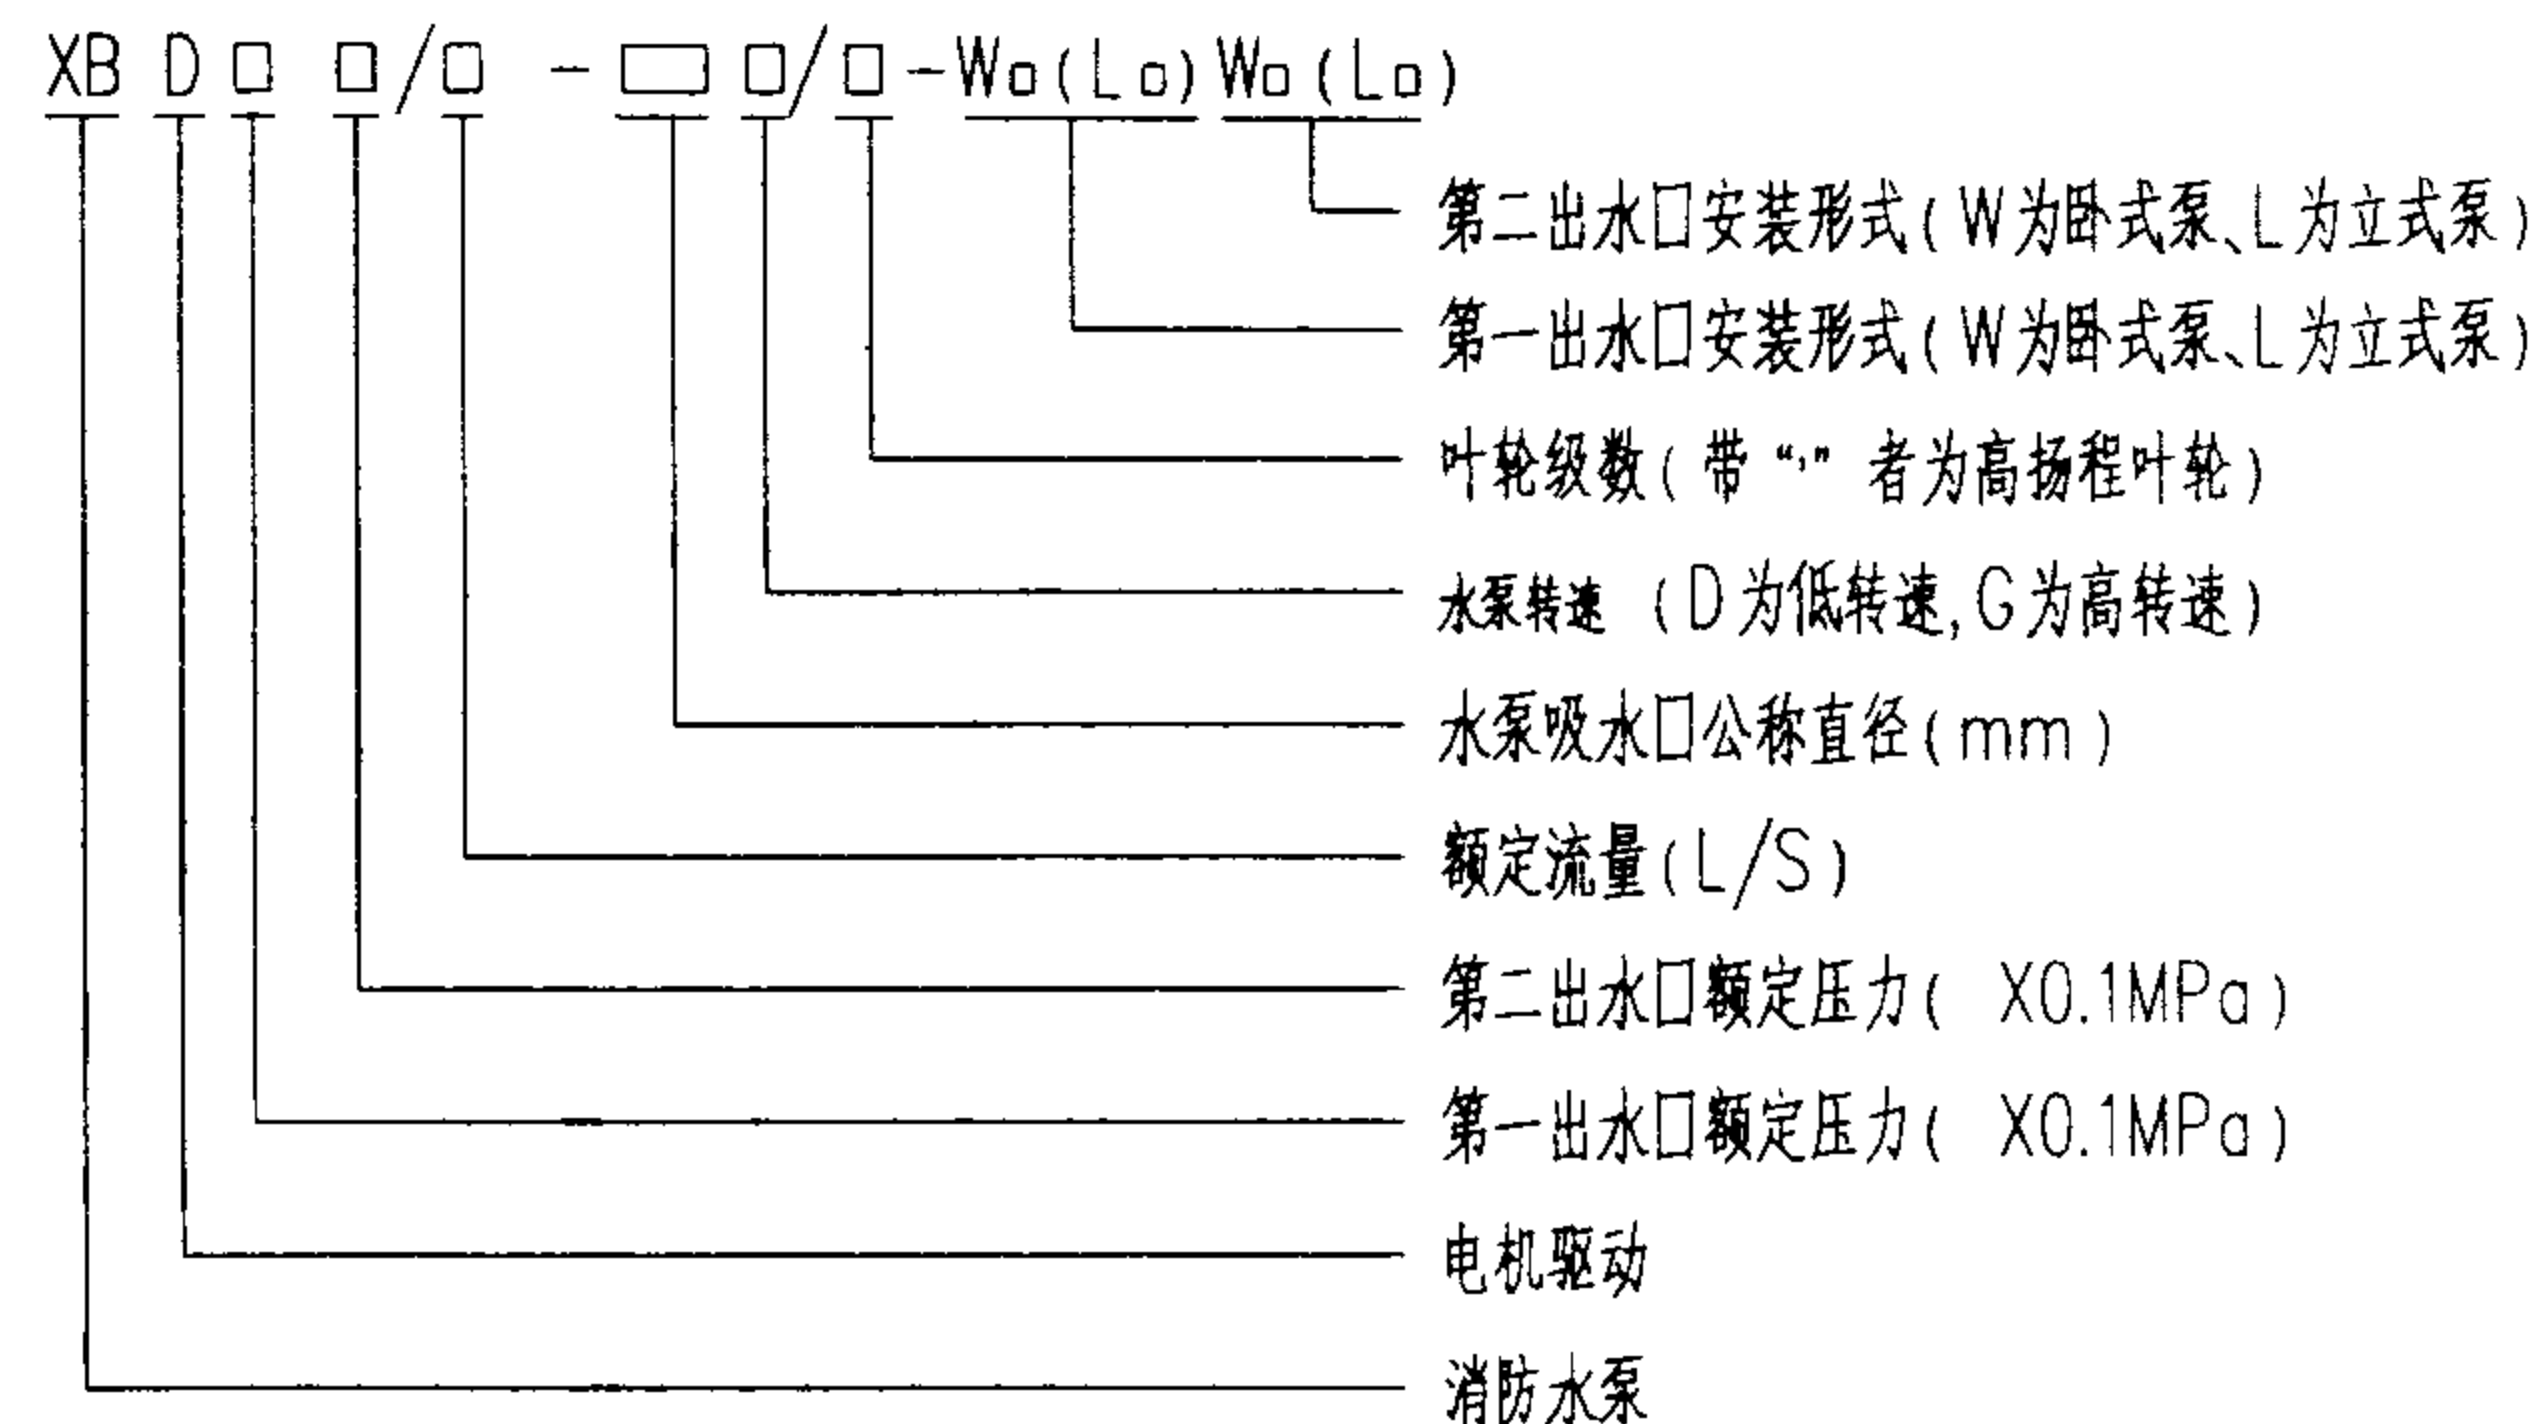 XB D□ □/□ -□ □/□-W□(L□) W□(L□)
第二出水口安装形式(W为卧式泵、L为立式泵)
第一出水口安装形式(W为卧式泵、L为立式泵)
叶轮级数(带“,”者为高扬程叶轮)
水泵转速 (D为低转速,G为高转速)
水泵吸水口公称直径(mm)
额定流量(L/S)
第二出水口额定压力( X0.1MPa)
第一出水口额定压力( X0.1MPa)
电机驱动
消防水泵